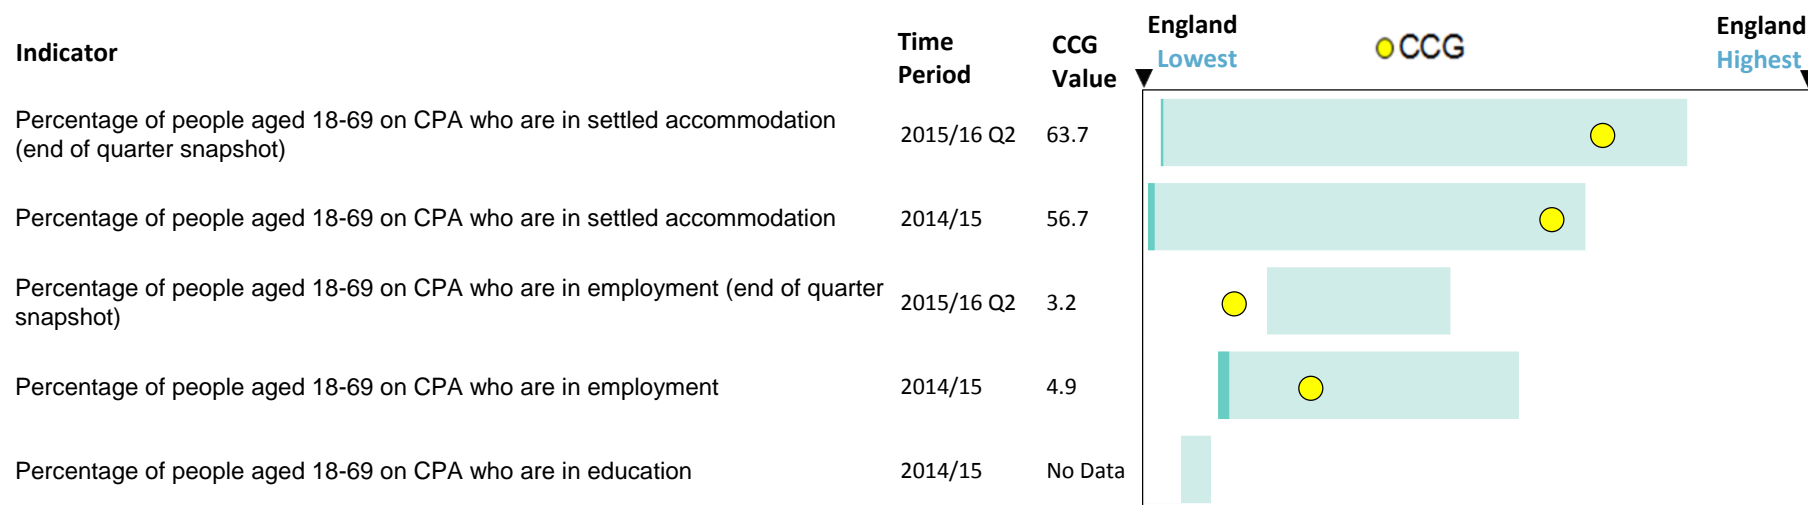 Indicator
Time
Period
CCG
Value
England
Lowest
CCG
England
Highest
Percentage of people aged 18-69 on CPA who are in settled accommodation
(end of quarter snapshot)
2015/16 Q2
63.7
Percentage of people aged 18-69 on CPA who are in settled accommodation
2014/15
56.7
Percentage of people aged 18-69 on CPA who are in employment (end of quarter
snapshot)
2015/16 Q2
3.2
Percentage of people aged 18-69 on CPA who are in employment
2014/15
4.9
Percentage of people aged 18-69 on CPA who are in education
2014/15
No Data